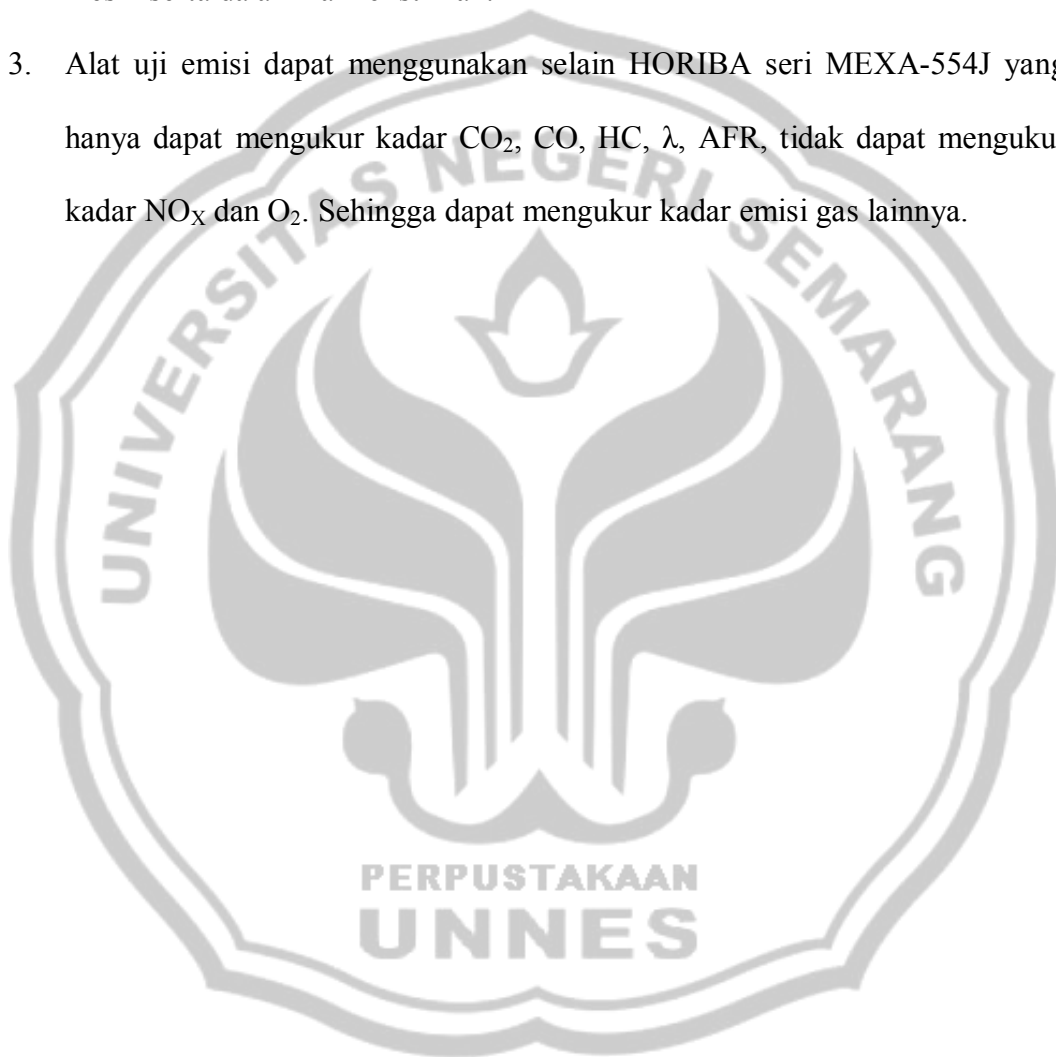 3. Alat uji emisi dapat menggunakan selain HORIBA seri MEXA-554J yang
hanya dapat mengukur kadar CO₂, CO, HC, λ, AFR, tidak dapat menguku
kadar NOₓ dan O₂. Sehingga dapat mengukur kadar emisi gas lainnya.
UNIVERSITAS NEGERI SEMARANG
PERPUSTAKAAN
UNNES